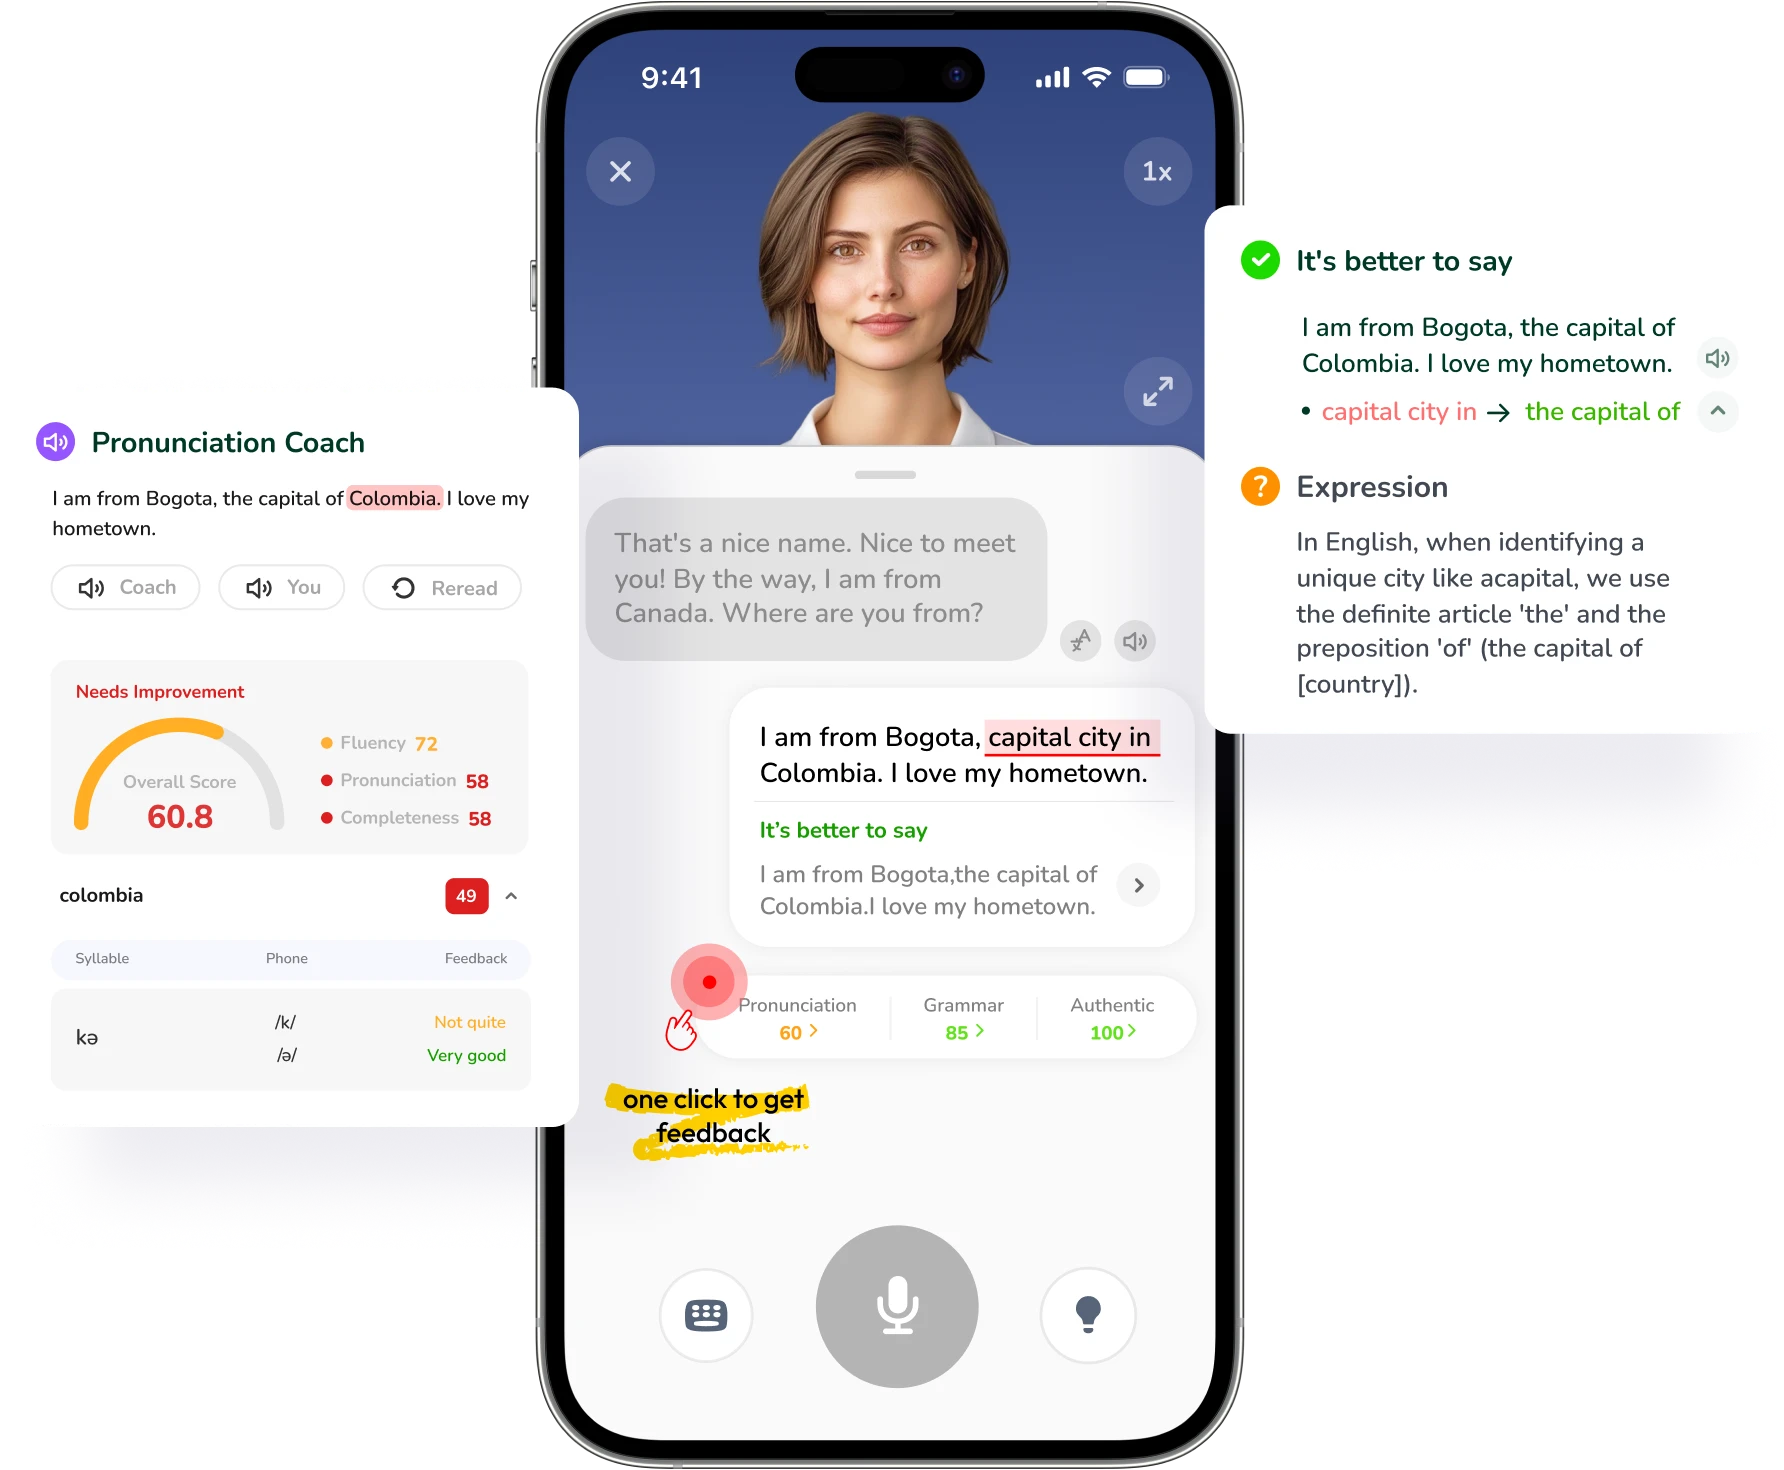 9:41
1x
That's a nice name. Nice to meet
you! By the way, I am from
Canada. Where are you from?
I am from Bogota, capital city in
Colombia. I love my hometown.
It's better to say
I am from Bogota,the capital of
Colombia.I love my hometown.
Pronunciation Grammar Authentic
60 > 85 > 100 >
one click to get
feedback
Pronunciation Coach
I am from Bogota, the capital of Colombia. I love my
hometown.
Coach You Reread
Needs Improvement
Overall Score
60.8
Fluency 72
Pronunciation 58
Completeness 58
colombia 49
Syllable Phone Feedback
kə
/k/ Not quite
/ə/ Very good
It's better to say
I am from Bogota, the capital of
Colombia. I love my hometown.
• capital city in → the capital of
? Expression
In English, when identifying a
unique city like acapital, we use
the definite article 'the' and the
preposition 'of' (the capital of
[country]).